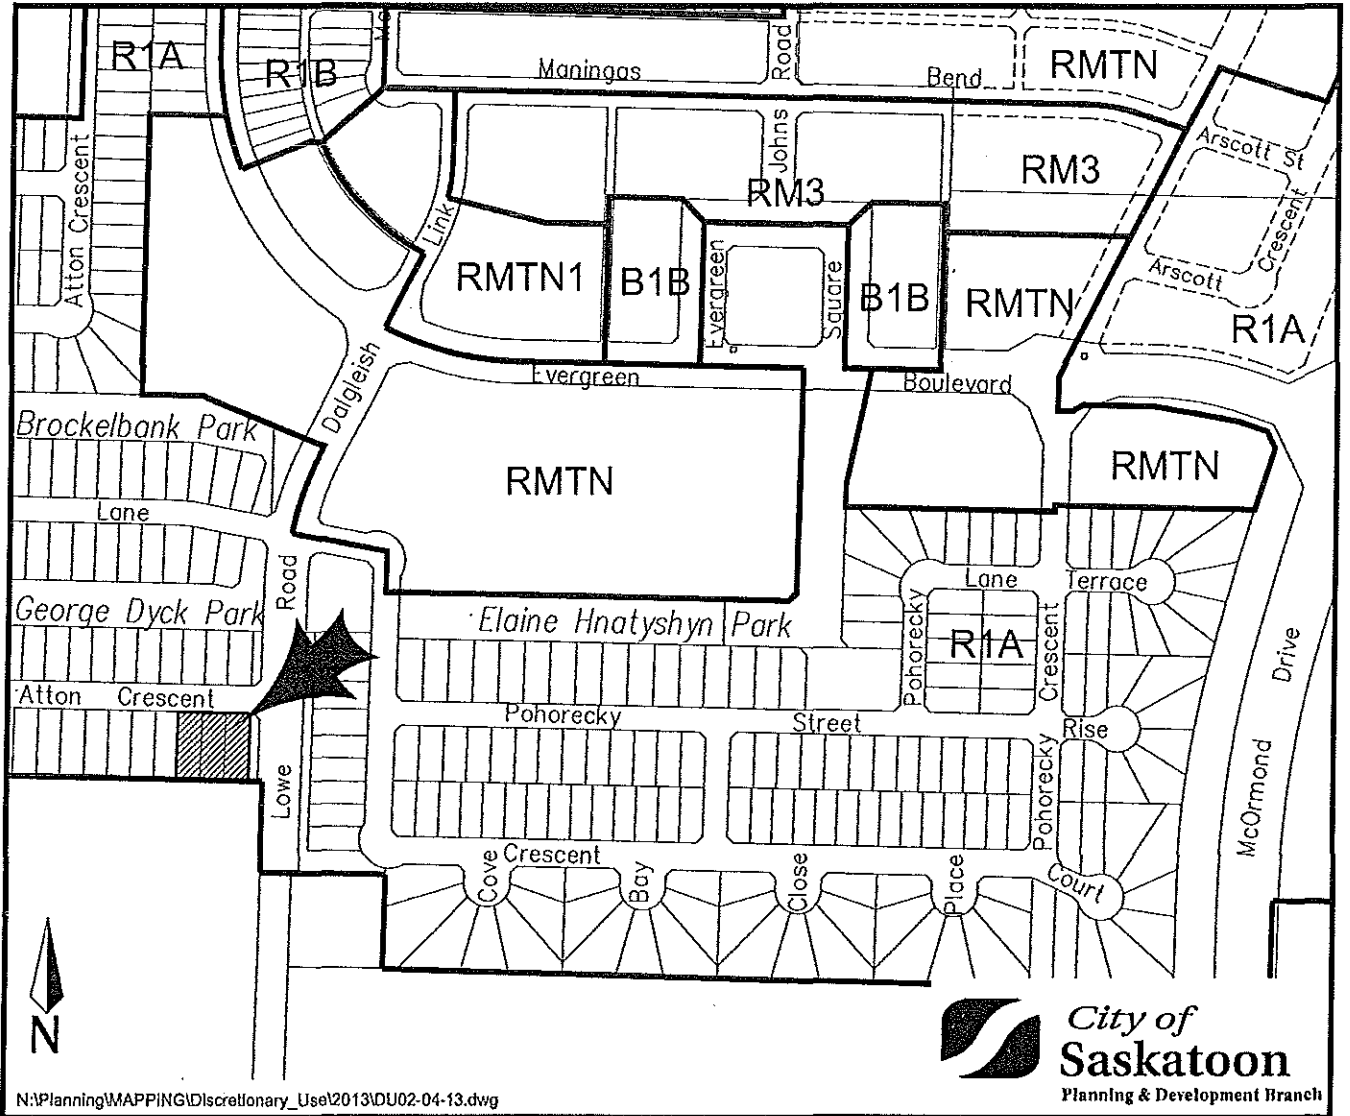 R1A
R1B
Maningas
Road
Bend
RMTN
Atton Crescent
Link
Johns
RM3
RM3
Arscott St
Crescent
Arscott
R1A
RMTN1
B1B
Evergreen
Square
B1B
RMTN
Dalgleish
Evergreen
Boulevard
Brockelbank Park
RMTN
RMTN
Lane
Road
Lane
Terrace
George Dyck Park
Elaine Hnatyshyn Park
Pohorecky
R1A
Crescent
Drive
Atton Crescent
Pohorecky
Street
Rise
Lowe
Pohorecky
McOrmond
Crescent
Cove
Bay
Close
Place
Court
N
City of
Saskatoon
Planning & Development Branch
N:\Planning\MAPPING\Discretionary_Use\2013\DU02-04-13.dwg